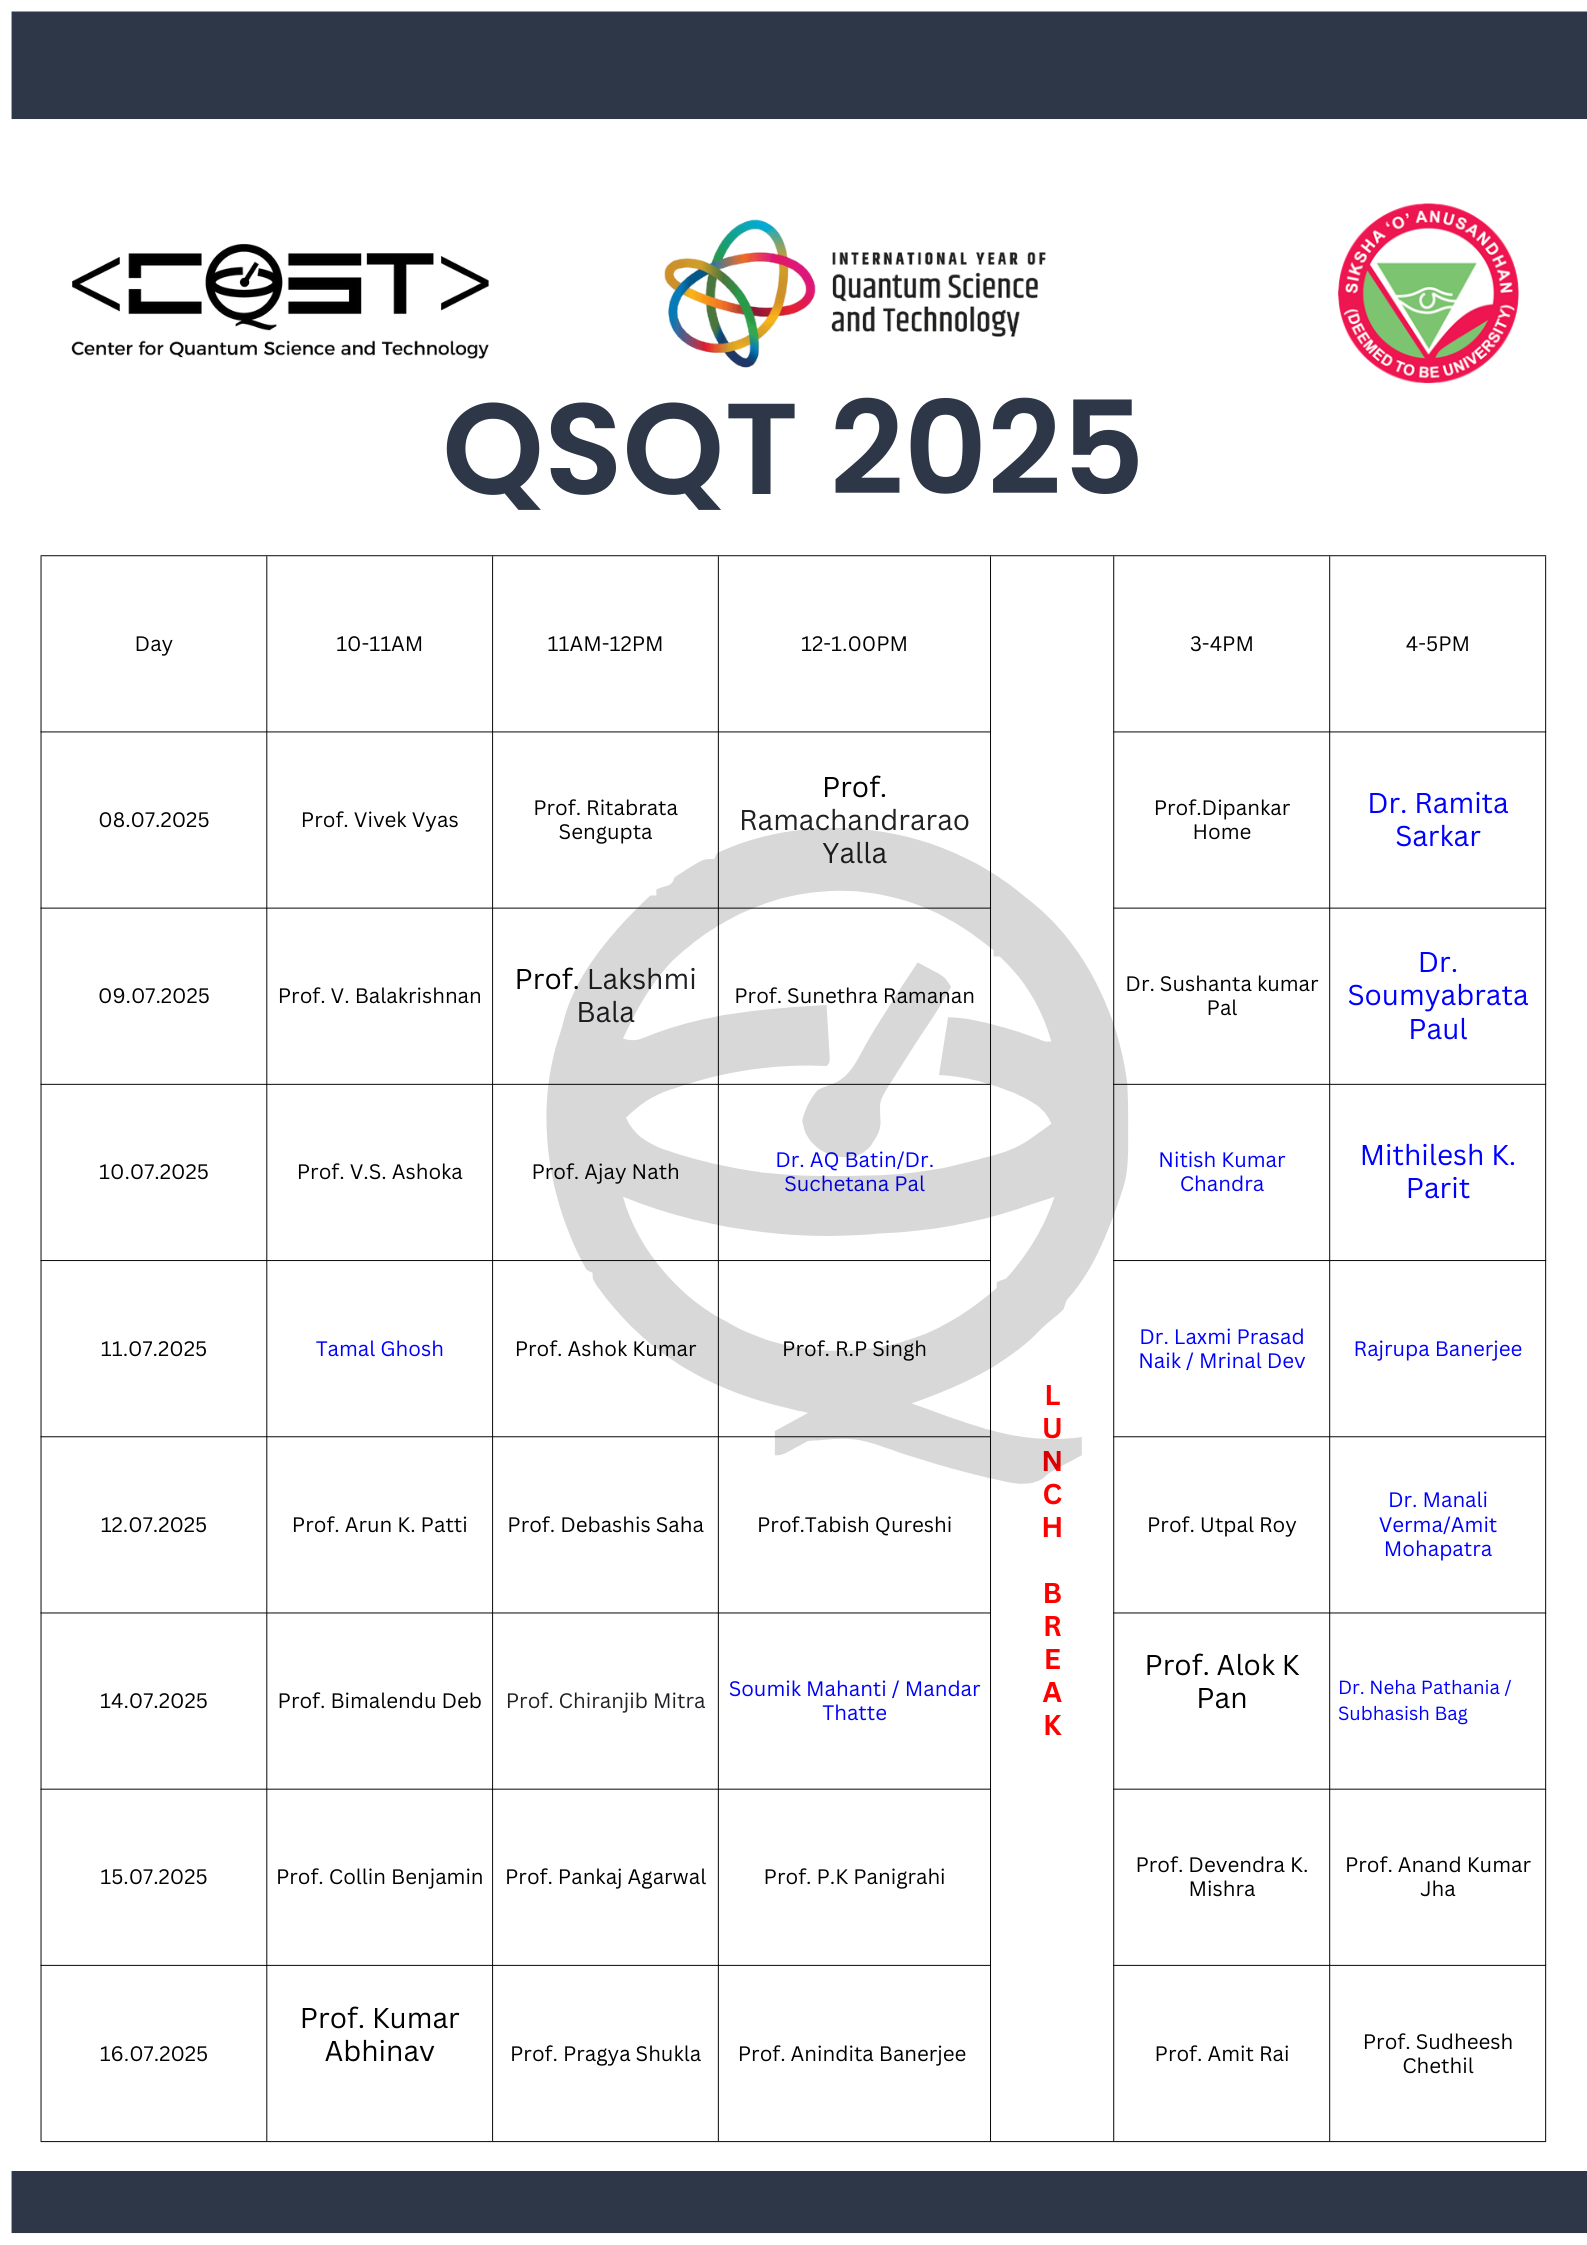 <CQST>
Center for Quantum Science and Technology
INTERNATIONAL YEAR OF
Quantum Science
and Technology
SIKSHA 'O' ANUSANDHAN
(DEEMED TO BE UNIVERSITY)
QSQT 2025
Day
10-11AM
11AM-12PM
12-1.00PM
3-4PM
4-5PM
08.07.2025
Prof. Vivek Vyas
Prof. Ritabrata
Sengupta
Prof.
Ramachandrarao
Yalla
Prof.Dipankar
Home
Dr. Ramita
Sarkar
09.07.2025
Prof. V. Balakrishnan
Prof. Lakshmi
Bala
Prof. Sunethra Ramanan
Dr. Sushanta kumar
Pal
Dr.
Soumyabrata
Paul
10.07.2025
Prof. V.S. Ashoka
Prof. Ajay Nath
Dr. AQ Batin/Dr.
Suchetana Pal
Nitish Kumar
Chandra
Mithilesh K.
Parit
11.07.2025
Tamal Ghosh
Prof. Ashok Kumar
Prof. R.P Singh
Dr. Laxmi Prasad
Naik / Mrinal Dev
Rajrupa Banerjee
12.07.2025
Prof. Arun K. Patti
Prof. Debashis Saha
Prof.Tabish Qureshi
Prof. Utpal Roy
Dr. Manali
Verma/Amit
Mohapatra
14.07.2025
Prof. Bimalendu Deb
Prof. Chiranjib Mitra
Soumik Mahanti / Mandar
Thatte
Prof. Alok K
Pan
Dr. Neha Pathania /
Subhasish Bag
15.07.2025
Prof. Collin Benjamin
Prof. Pankaj Agarwal
Prof. P.K Panigrahi
Prof. Devendra K.
Mishra
Prof. Anand Kumar
Jha
16.07.2025
Prof. Kumar
Abhinav
Prof. Pragya Shukla
Prof. Anindita Banerjee
Prof. Amit Rai
Prof. Sudheesh
Chethil
L
U
N
C
H
B
R
E
A
K